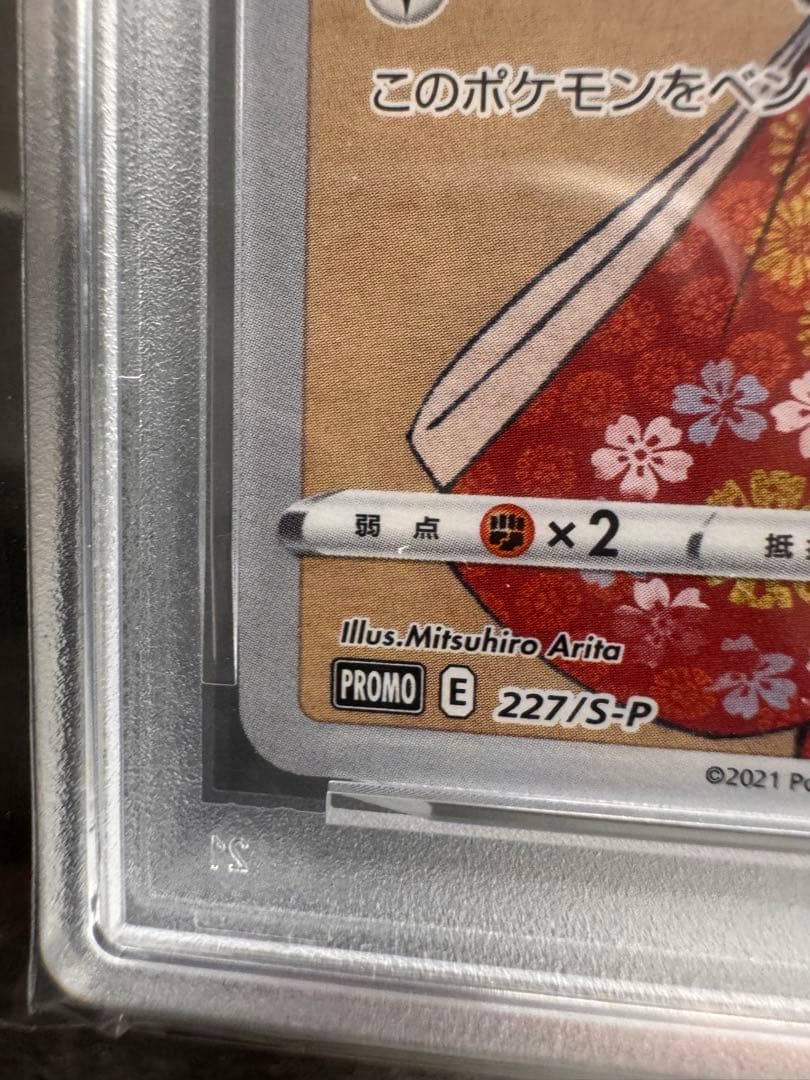 このポケモンをベン
弱点 ×2 抵
Illus.Mitsuhiro Arita
PROMO E 227/S-P
©2021 Po
21